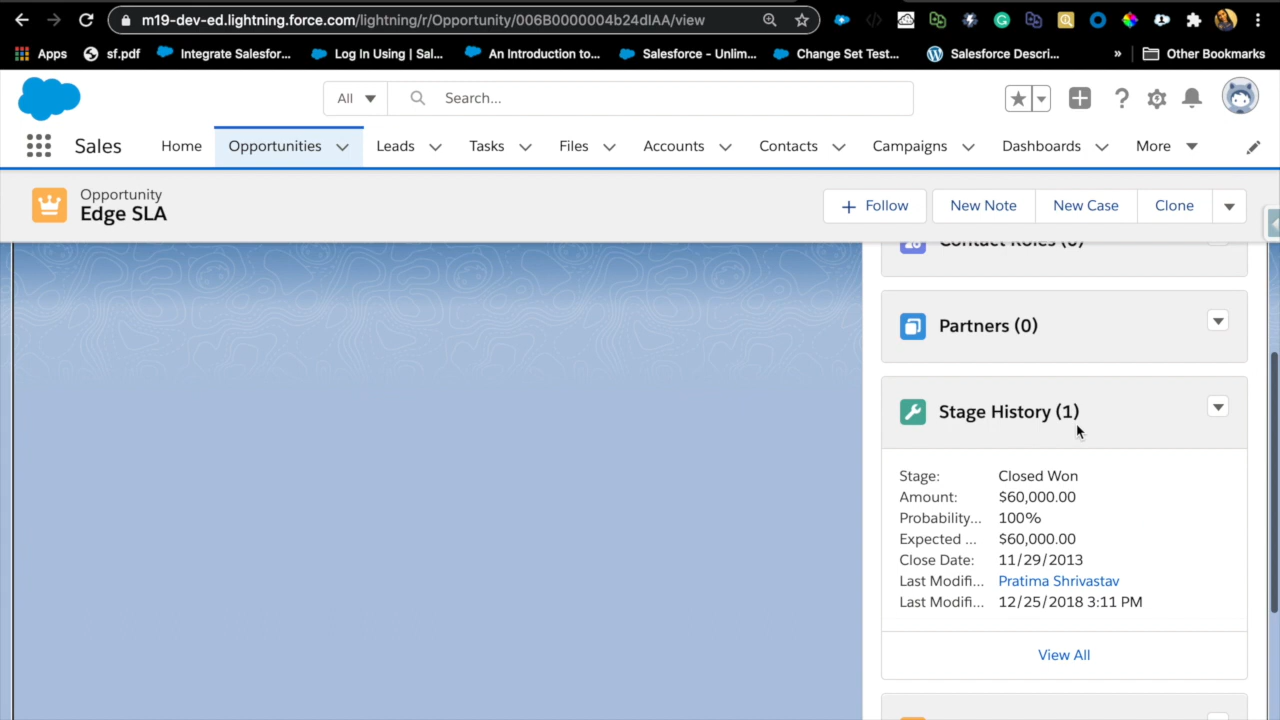 m19-dev-ed.lightning.force.com/lightning/r/Opportunity/006B0000004b24dIAA/view
Apps sf.pdf Integrate Salesfor... Log In Using | Sal... An Introduction to... Salesforce – Unlim... Change Set Test... Salesforce Descri... » Other Bookmarks
All Search...
Sales Home Opportunities Leads Tasks Files Accounts Contacts Campaigns Dashboards More
Opportunity
Edge SLA
Follow New Note New Case Clone
Contact Roles (0)
Partners (0)
Stage History (1)
Stage: Closed Won
Amount: $60,000.00
Probability... 100%
Expected ... $60,000.00
Close Date: 11/29/2013
Last Modifi... Pratima Shrivastav
Last Modifi... 12/25/2018 3:11 PM
View All